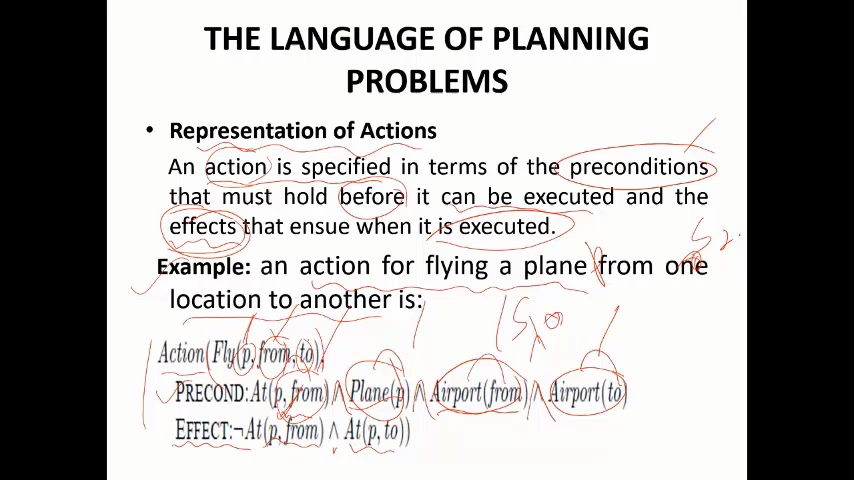 THE LANGUAGE OF PLANNING
PROBLEMS
• Representation of Actions
An action is specified in terms of the preconditions
that must hold before it can be executed and the
effects that ensue when it is executed.
Example: an action for flying a plane from one
location to another is:
Action(Fly(p, from, to),
PRECOND: At(p, from) ∧ Plane(p) ∧ Airport(from) ∧ Airport(to)
EFFECT: ¬At(p, from) ∧ At(p, to))